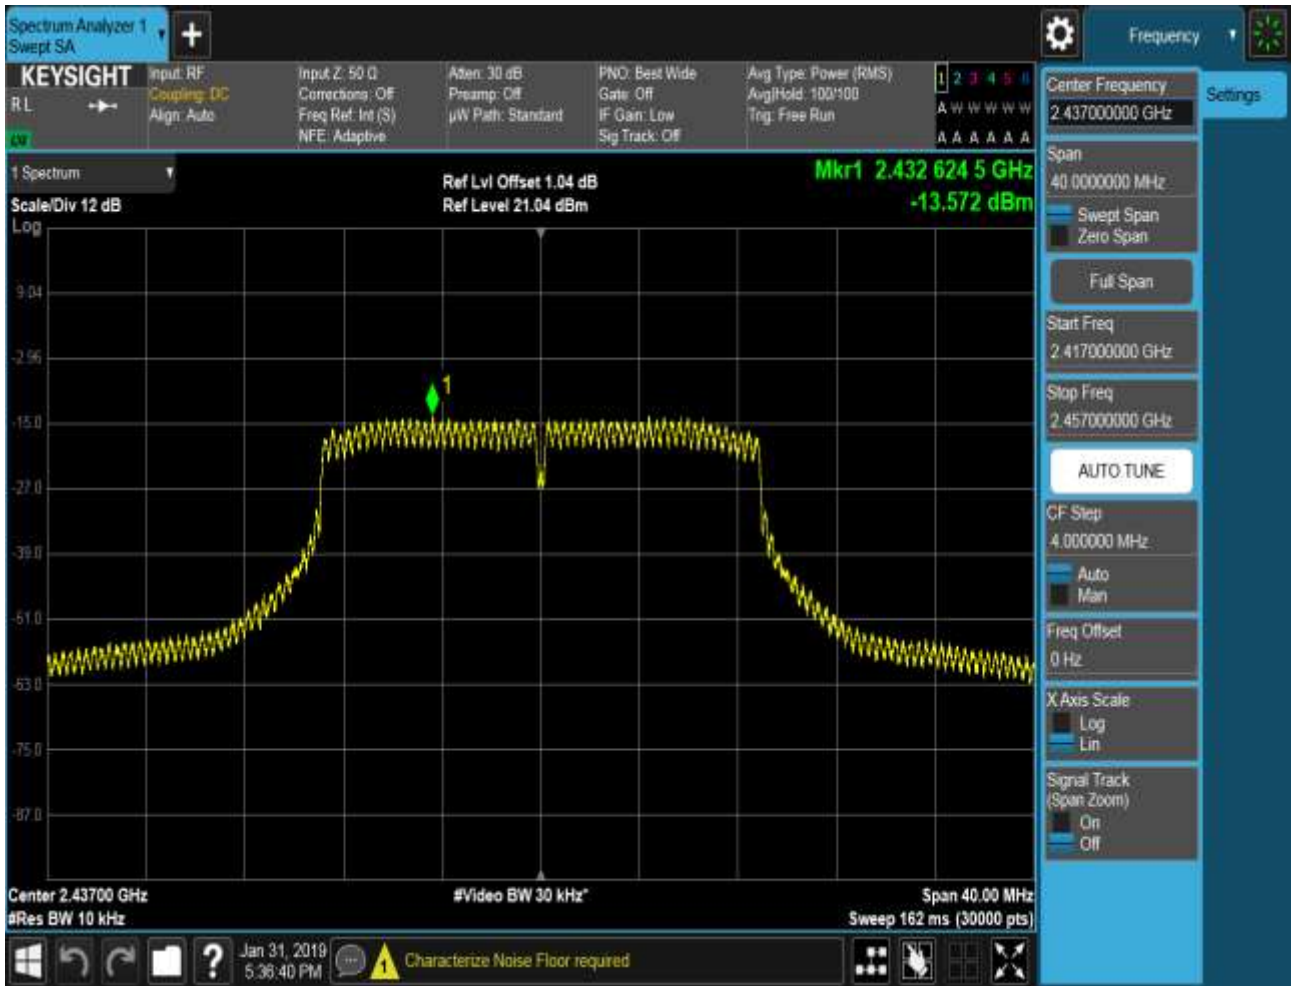 Spectrum Analyzer 1
Swept SA
Frequency
KEYSIGHT
Input: RF
Coupling: DC
Align: Auto
Input Z: 50 Ω
Corrections: Off
Freq Ref: Int (S)
NFE: Adaptive
Atten: 30 dB
Preamp: Off
µW Path: Standard
PNO: Best Wide
Gate: Off
IF Gain: Low
Sig Track: Off
Avg Type: Power (RMS)
Avg|Hold: 100/100
Trig: Free Run
1 2 3 4 5 6
A W W W W W
A A A A A A
R L
LXI
1 Spectrum
Scale/Div 12 dB
Log
Ref Lvl Offset 1.04 dB
Ref Level 21.04 dBm
Mkr1 2.432 624 5 GHz
-13.572 dBm
1
9.04
-2.96
-15.0
-27.0
-39.0
-51.0
-63.0
-75.0
-87.0
Center 2.43700 GHz
#Res BW 10 kHz
#Video BW 30 kHz*
Span 40.00 MHz
Sweep 162 ms (30000 pts)
Center Frequency
2.437000000 GHz
Settings
Span
40.0000000 MHz
Swept Span
Zero Span
Full Span
Start Freq
2.417000000 GHz
Stop Freq
2.457000000 GHz
AUTO TUNE
CF Step
4.000000 MHz
Auto
Man
Freq Offset
0 Hz
X Axis Scale
Log
Lin
Signal Track
(Span Zoom)
On
Off
?
Jan 31, 2019
5:36:40 PM
1
Characterize Noise Floor required